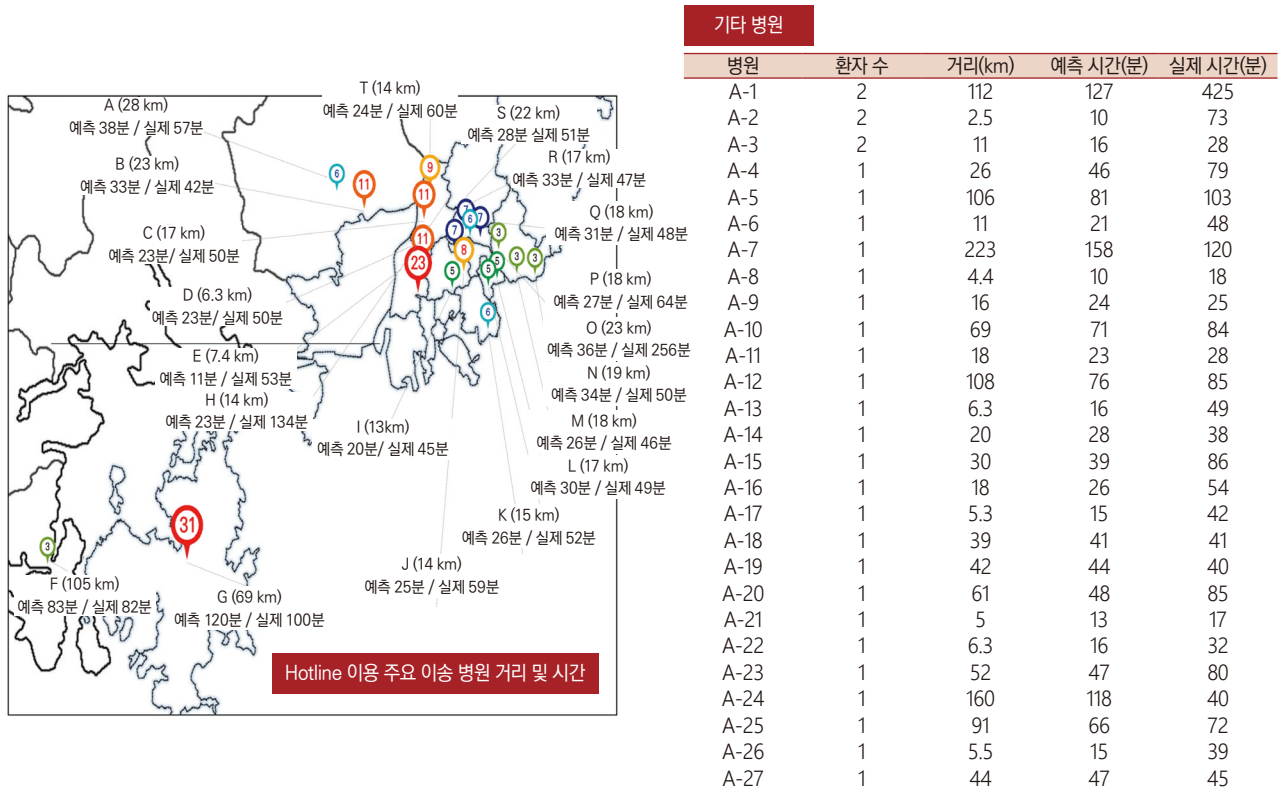 T (14 km)
예측 24분 / 실제 60분
A (28 km)
예측 38분 / 실제 57분
S (22 km)
예측 28분 실제 51분
B (23 km)
예측 33분 / 실제 42분
R (17 km)
예측 33분 / 실제 47분
Q (18 km)
예측 31분 / 실제 48분
C (17 km)
예측 23분/ 실제 50분
P (18 km)
예측 27분 / 실제 64분
D (6.3 km)
예측 23분/ 실제 50분
O (23 km)
예측 36분 / 실제 256분
E (7.4 km)
예측 11분 / 실제 53분
N (19 km)
예측 34분 / 실제 50분
H (14 km)
예측 23분 / 실제 134분
M (18 km)
예측 26분 / 실제 46분
I (13km)
예측 20분/ 실제 45분
L (17 km)
예측 30분 / 실제 49분
K (15 km)
예측 26분 / 실제 52분
J (14 km)
예측 25분 / 실제 59분
F (105 km)
예측 83분 / 실제 82분
G (69 km)
예측 120분 / 실제 100분
6
11
9
11
11
23
7
6
7
7
8
3
5
5
5
3
3
6
31
3
Hotline 이용 주요 이송 병원 거리 및 시간
기타 병원
병원 환자 수 거리(km) 예측 시간(분) 실제 시간(분)
A-1 2 112 127 425
A-2 2 2.5 10 73
A-3 2 11 16 28
A-4 1 26 46 79
A-5 1 106 81 103
A-6 1 11 21 48
A-7 1 223 158 120
A-8 1 4.4 10 18
A-9 1 16 24 25
A-10 1 69 71 84
A-11 1 18 23 28
A-12 1 108 76 85
A-13 1 6.3 16 49
A-14 1 20 28 38
A-15 1 30 39 86
A-16 1 18 26 54
A-17 1 5.3 15 42
A-18 1 39 41 41
A-19 1 42 44 40
A-20 1 61 48 85
A-21 1 5 13 17
A-22 1 6.3 16 32
A-23 1 52 47 80
A-24 1 160 118 40
A-25 1 91 66 72
A-26 1 5.5 15 39
A-27 1 44 47 45